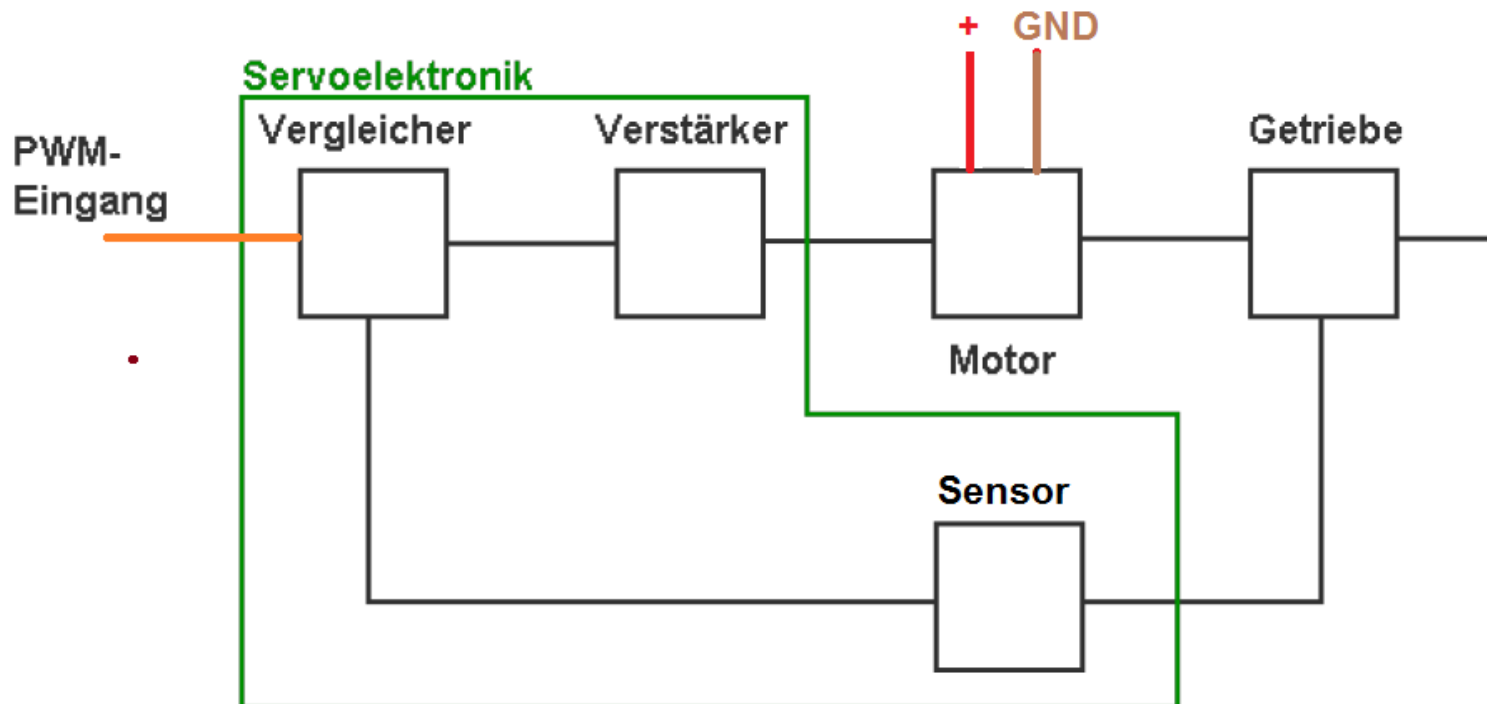 + GND
Servoelektronik
Vergleicher Verstärker Getriebe
PWM-
Eingang
Motor
Sensor